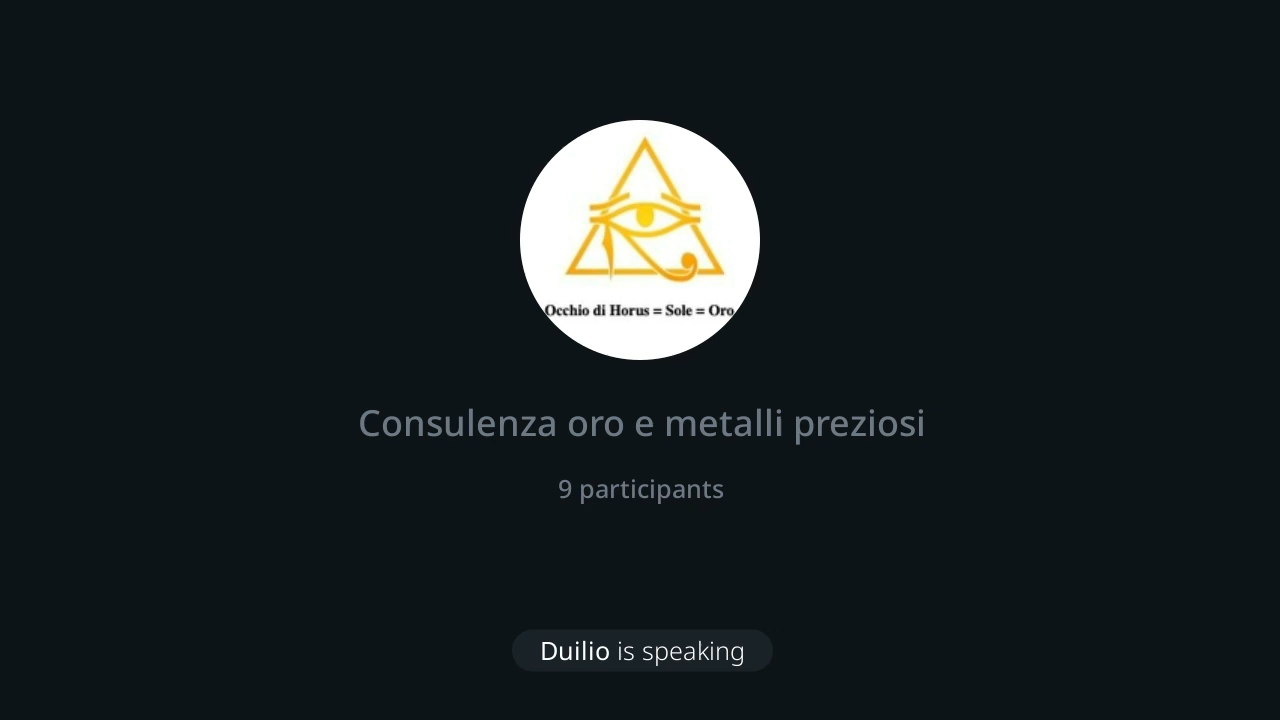 Occhio di Horus = Sole = Oro
Consulenza oro e metalli preziosi
9 participants
Duilio is speaking